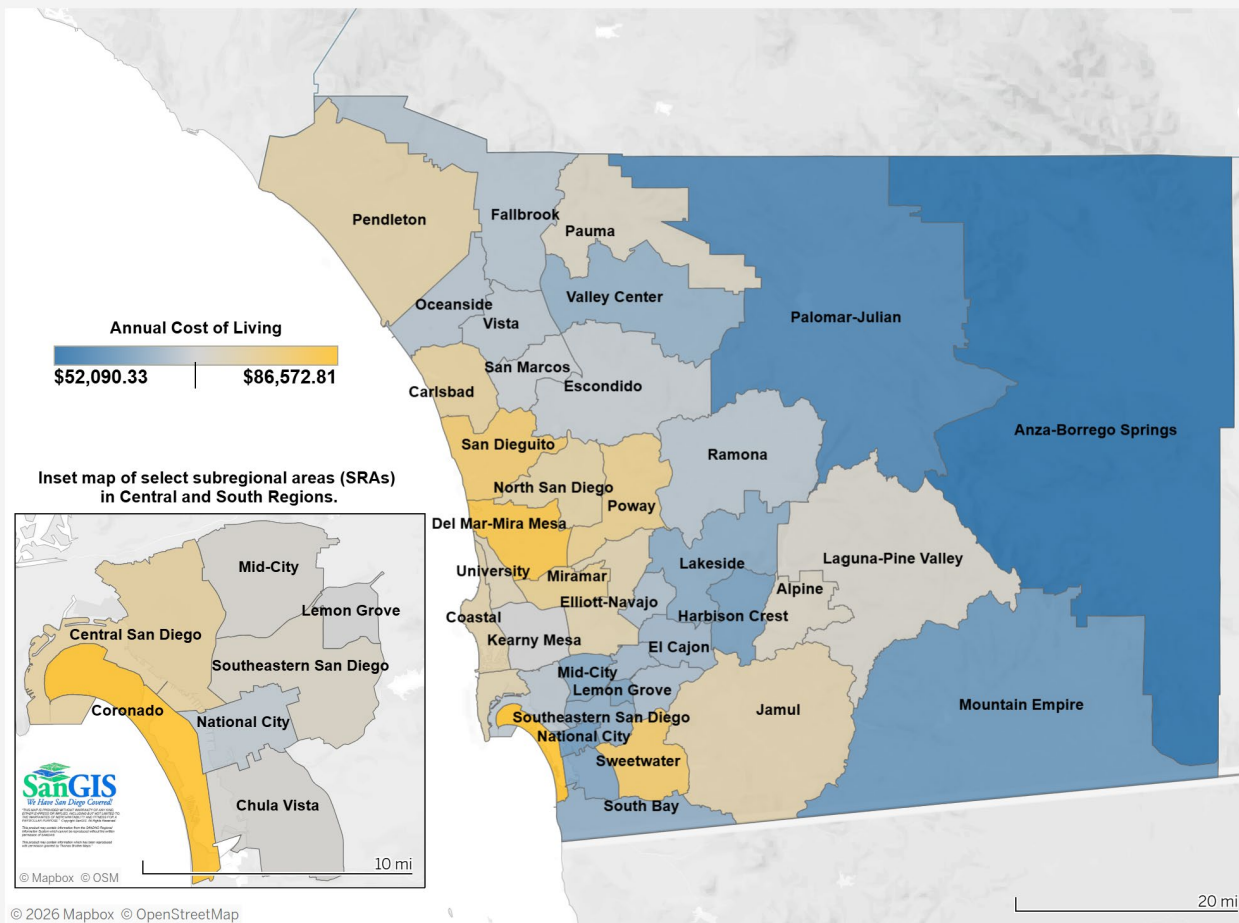 Pendleton
Fallbrook
Pauma
Oceanside
Valley Center
Vista
Palomar-Julian
Annual Cost of Living
$52,090.33
$86,572.81
San Marcos
Escondido
Carlsbad
Anza-Borrego Springs
San Dieguito
Ramona
North San Diego
Poway
Del Mar-Mira Mesa
Laguna-Pine Valley
Lakeside
University
Miramar
Alpine
Elliott-Navajo
Harbison Crest
Coastal
Kearny Mesa
El Cajon
Mid-City
Lemon Grove
Jamul
Mountain Empire
Southeastern San Diego
National City
Sweetwater
South Bay
Inset map of select subregional areas (SRAs)
in Central and South Regions.
Mid-City
Lemon Grove
Central San Diego
Southeastern San Diego
Coronado
National City
Chula Vista
SanGIS
We Have San Diego Covered!
10 mi
© Mapbox © OSM
20 mi
© 2026 Mapbox © OpenStreetMap